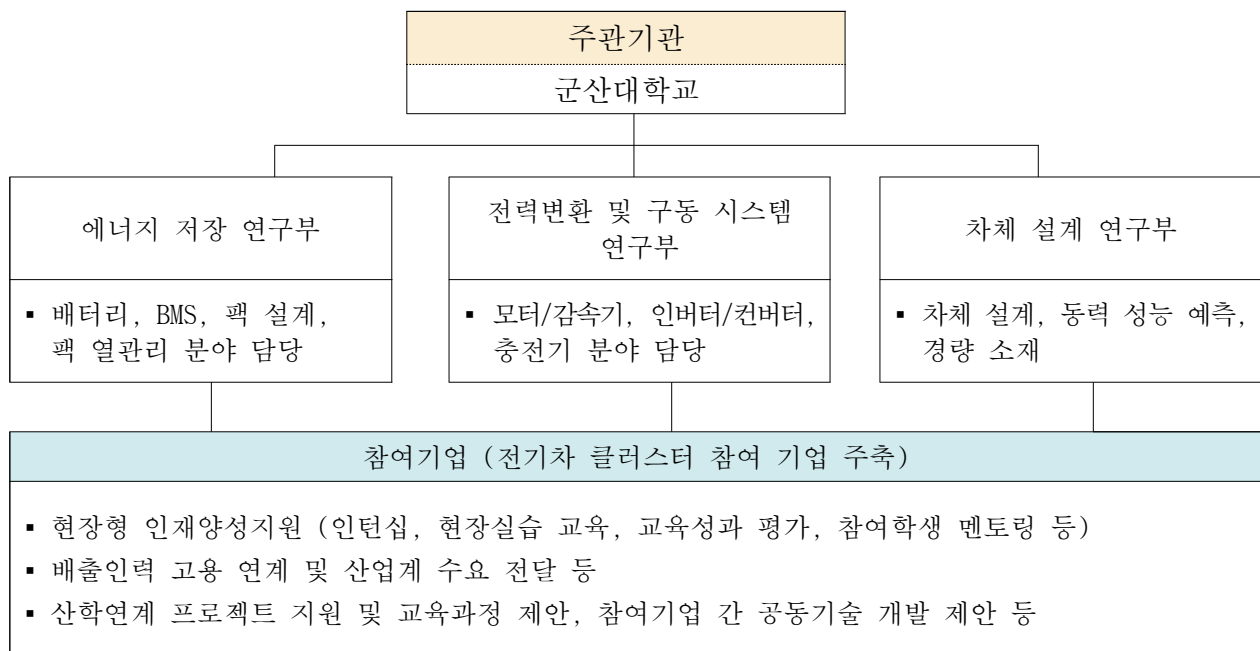 주관기관
군산대학교
에너지 저장 연구부
▪ 배터리, BMS, 팩 설계,
팩 열관리 분야 담당
전력변환 및 구동 시스템
연구부
▪ 모터/감속기, 인버터/컨버터,
충전기 분야 담당
차체 설계 연구부
▪ 차체 설계, 동력 성능 예측,
경량 소재
참여기업 (전기차 클러스터 참여 기업 주축)
▪ 현장형 인재양성지원 (인턴십, 현장실습 교육, 교육성과 평가, 참여학생 멘토링 등)
▪ 배출인력 고용 연계 및 산업계 수요 전달 등
▪ 산학연계 프로젝트 지원 및 교육과정 제안, 참여기업 간 공동기술 개발 제안 등